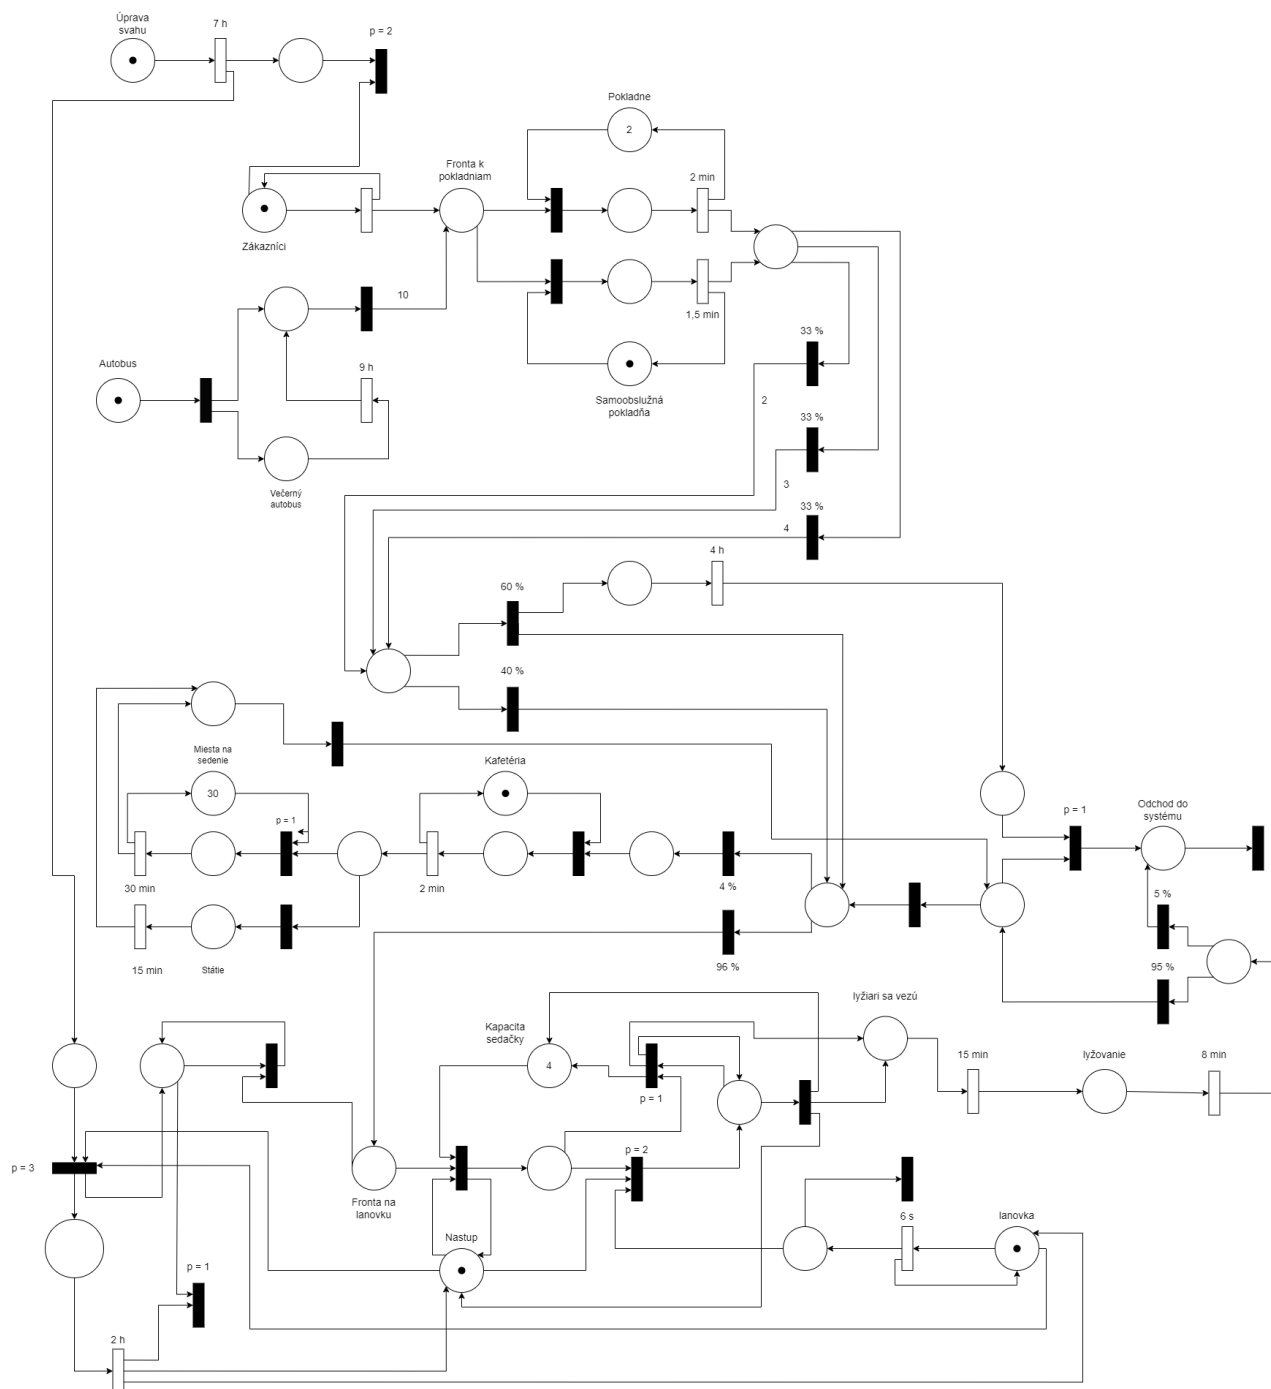 Úprava
svahu
7 h
p = 2
Pokladne
2
Fronta k
pokladniam
2 min
Zákazníci
10
1,5 min
33 %
Autobus
9 h
Samoobslužná
pokladňa
2
33 %
3
Večerný
autobus
33 %
4
4 h
60 %
40 %
Miesta na
sedenie
Kafetéria
30
p = 1
Odchod do
systému
p = 1
30 min
2 min
4 %
5 %
15 min
Státie
96 %
95 %
lyžiari sa vezú
Kapacita
sedačky
4
15 min
lyžovanie
8 min
p = 1
p = 2
p = 3
Fronta na
lanovku
6 s
lanovka
Nastup
p = 1
2 h